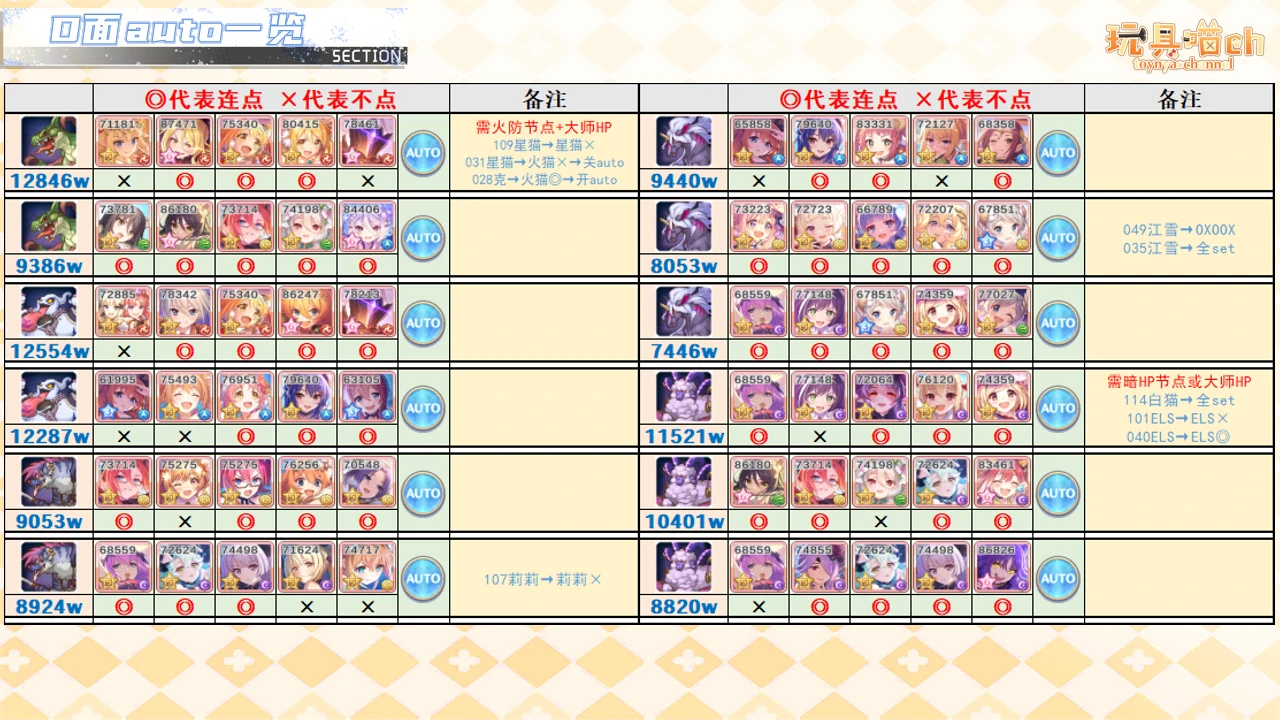 D面auto一览
SECTION
玩具喵ch
toynya channel
◎代表连点 ×代表不点 备注 ◎代表连点 ×代表不点 备注
71181 87471 75340 80415 78461 AUTO
12846w × ◎ ◎ ◎ ×
需火防节点+大师HP
109星猫→星猫×
031星猫→火猫×→关auto
028克→火猫◎→开auto
65858 79640 83331 72127 68358 AUTO
9440w × ◎ ◎ × ◎
73781 86180 73714 74198 84406 AUTO
9386w ◎ ◎ ◎ ◎ ◎
73223 72723 66789 72207 67851 AUTO
8053w ◎ ◎ ◎ ◎ ◎
049江雪→OXOOX
035江雪→全set
72885 78342 75340 86247 78213 AUTO
12554w × ◎ ◎ ◎ ◎
68559 77148 67851 74359 77027 AUTO
7446w ◎ ◎ ◎ ◎ ◎
61995 75493 76951 79640 63105 AUTO
12287w × × ◎ ◎ ◎
68559 77148 72064 76120 74359 AUTO
11521w ◎ × ◎ ◎ ◎
需暗HP节点或大师HP
114白猫→全set
101ELS→ELS×
040ELS→ELS◎
73714 75275 75275 76256 70548 AUTO
9053w ◎ × ◎ ◎ ◎
86180 73714 74198 72624 83461 AUTO
10401w ◎ ◎ × ◎ ◎
68559 72624 74498 71624 74717 AUTO
8924w ◎ ◎ ◎ × ×
107莉莉→莉莉×
68559 74855 72624 74498 86826 AUTO
8820w × ◎ ◎ ◎ ◎